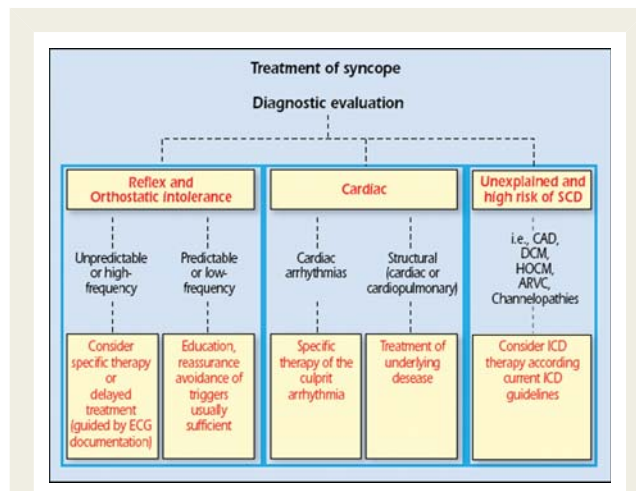 Treatment of syncope
Diagnostic evaluation
Reflex and
Orthostatic intolerance
Cardiac
Unexplained and
high risk of SCD
Unpredictable
or high-
frequency
Predictable
or low-
frequency
Cardiac
arrhythmias
Structural
(cardiac or
cardiopulmonary)
i.e., CAD,
DCM,
HOCM,
ARVC,
Channelopathies
Consider
specific therapy
or
delayed
treatment
(guided by ECG
documentation)
Education,
reassurance
avoidance of
triggers
usually
sufficient
Specific
therapy of the
culprit
arrhythmia
Treatment of
underlying
desease
Consider ICD
therapy according
current ICD
guidelines